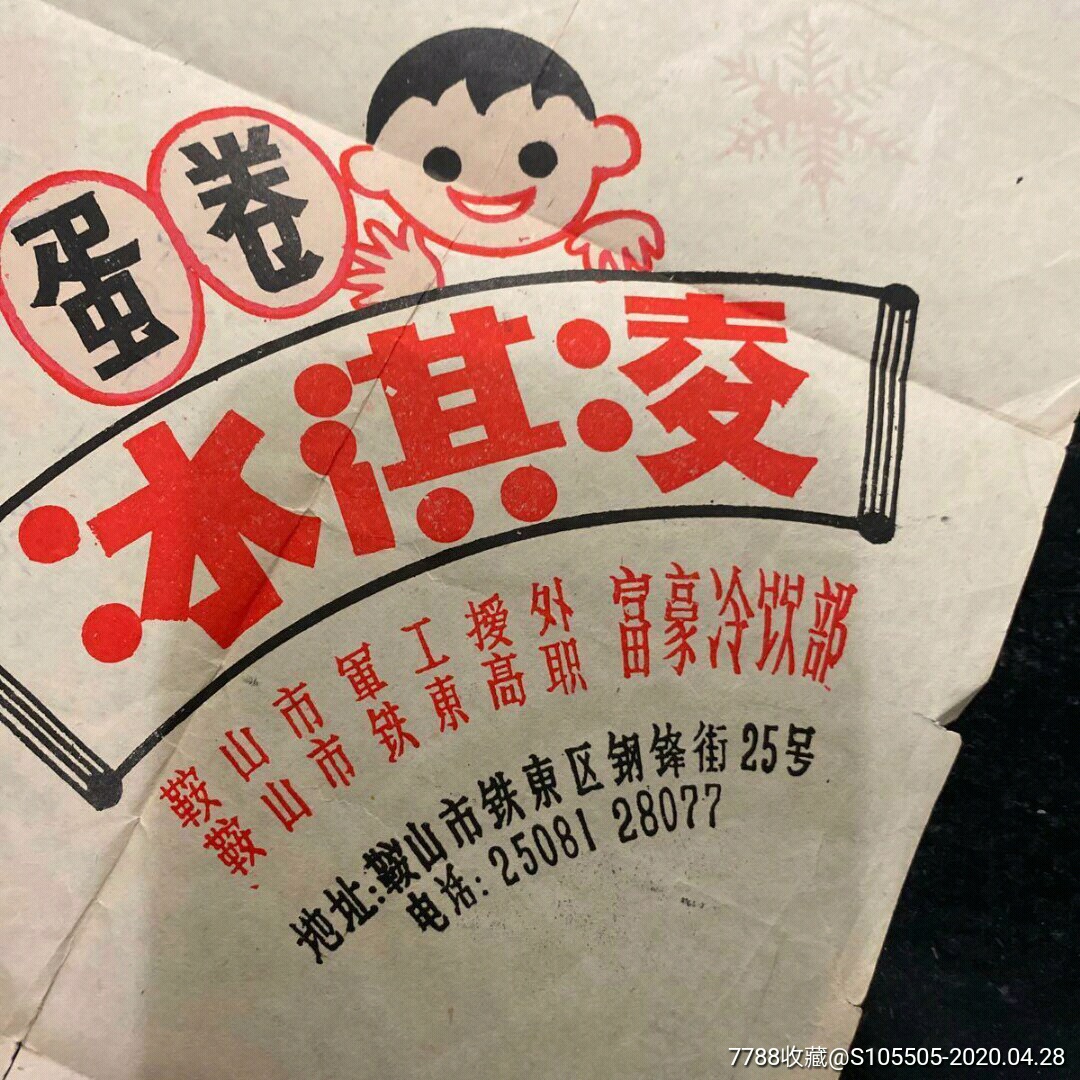 蛋卷
冰淇凌
鞍山市軍工援外
鞍山市铁東高职
富豪冷饮部
地址:鞍山市铁東区钢锋街25号
电话:25081 28077
7788收藏@S105505-2020.04.28